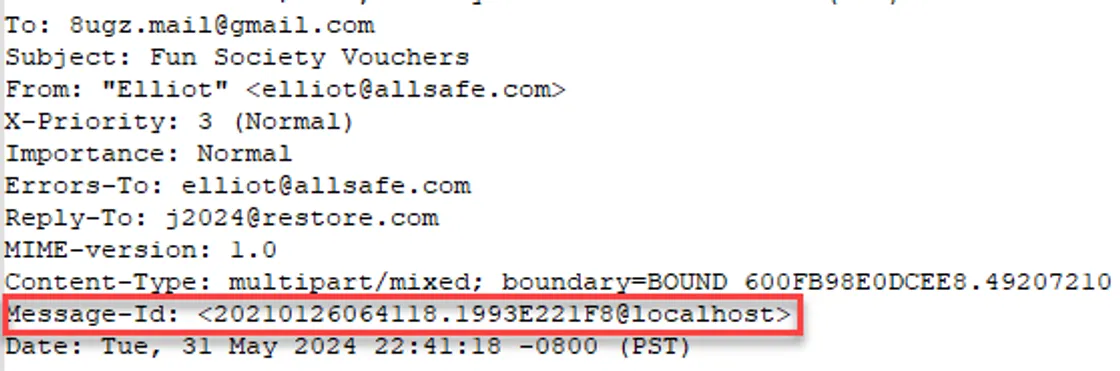 To: 8ugz.mail@gmail.com
Subject: Fun Society Vouchers
From: "Elliot" <elliot@allsafe.com>
X-Priority: 3 (Normal)
Importance: Normal
Errors-To: elliot@allsafe.com
Reply-To: j2024@restore.com
MIME-version: 1.0
Content-Type: multipart/mixed; boundary=BOUND_600FB98E0DCEE8.49207210
Message-Id: <20210126064118.1993E221F8@localhost>
Date: Tue, 31 May 2024 22:41:18 -0800 (PST)